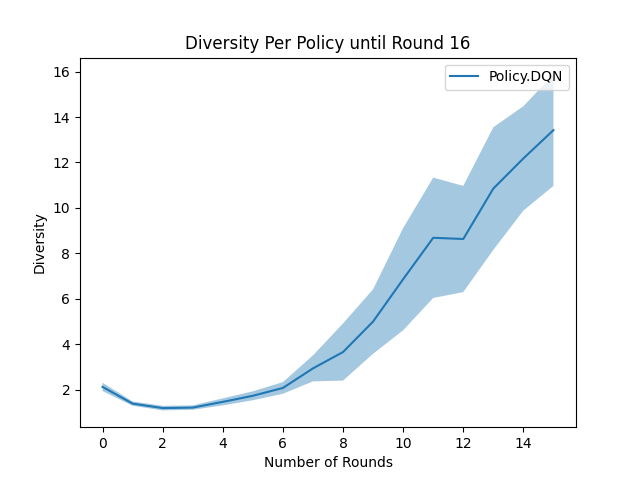 Diversity Per Policy until Round 16
Policy.DQN
16
14
12
10
8
6
4
2
Diversity
0 2 4 6 8 10 12 14
Number of Rounds